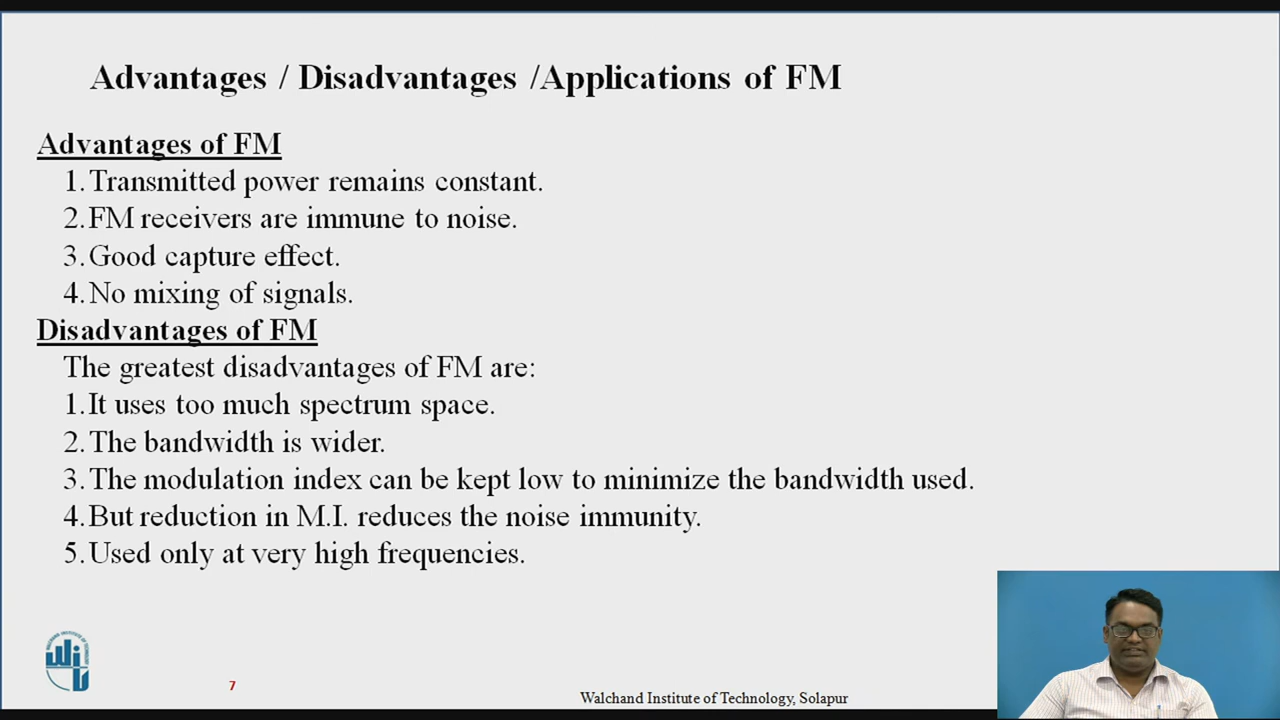 Advantages / Disadvantages /Applications of FM
Advantages of FM
1. Transmitted power remains constant.
2. FM receivers are immune to noise.
3. Good capture effect.
4. No mixing of signals.
Disadvantages of FM
The greatest disadvantages of FM are:
1. It uses too much spectrum space.
2. The bandwidth is wider.
3. The modulation index can be kept low to minimize the bandwidth used.
4. But reduction in M.I. reduces the noise immunity.
5. Used only at very high frequencies.
7
Walchand Institute of Technology, Solapur